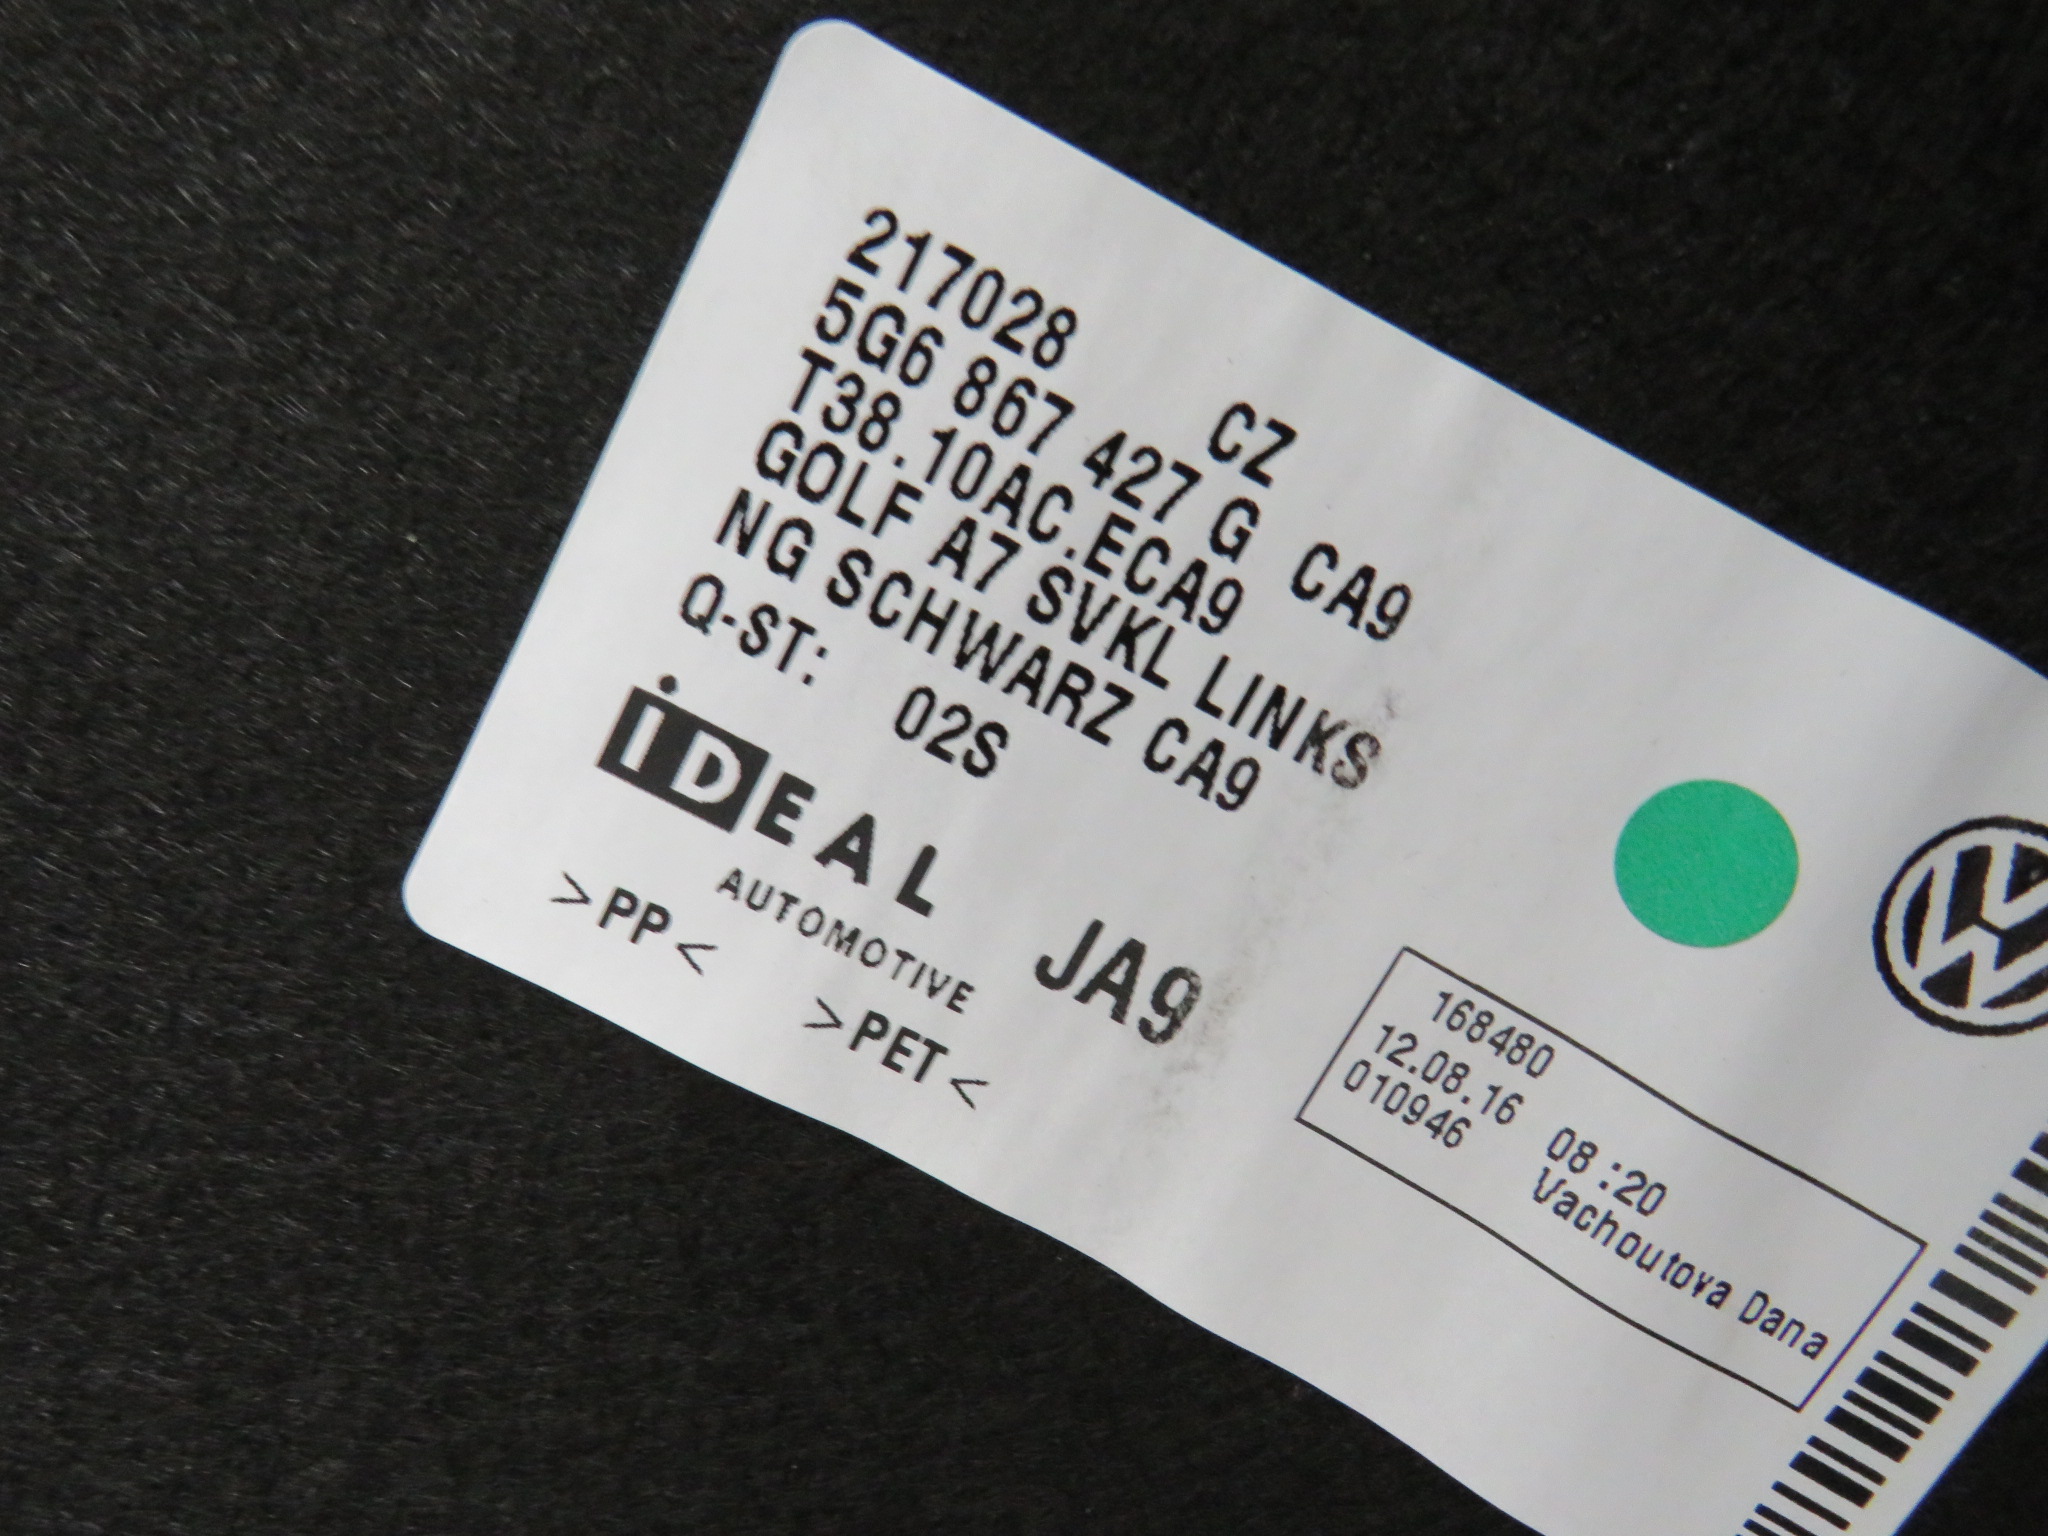 217028 CZ
5G6 867 427 G CA9
T38.10AC.ECA9
GOLF A7 SVKL LINKS
NG SCHWARZ CA9
Q-ST: 02S
iDEAL
AUTOMOTIVE
JA9
>PP<
>PET<
VW
168480
12.08.16 08:20
010946 Vachoutova Dana